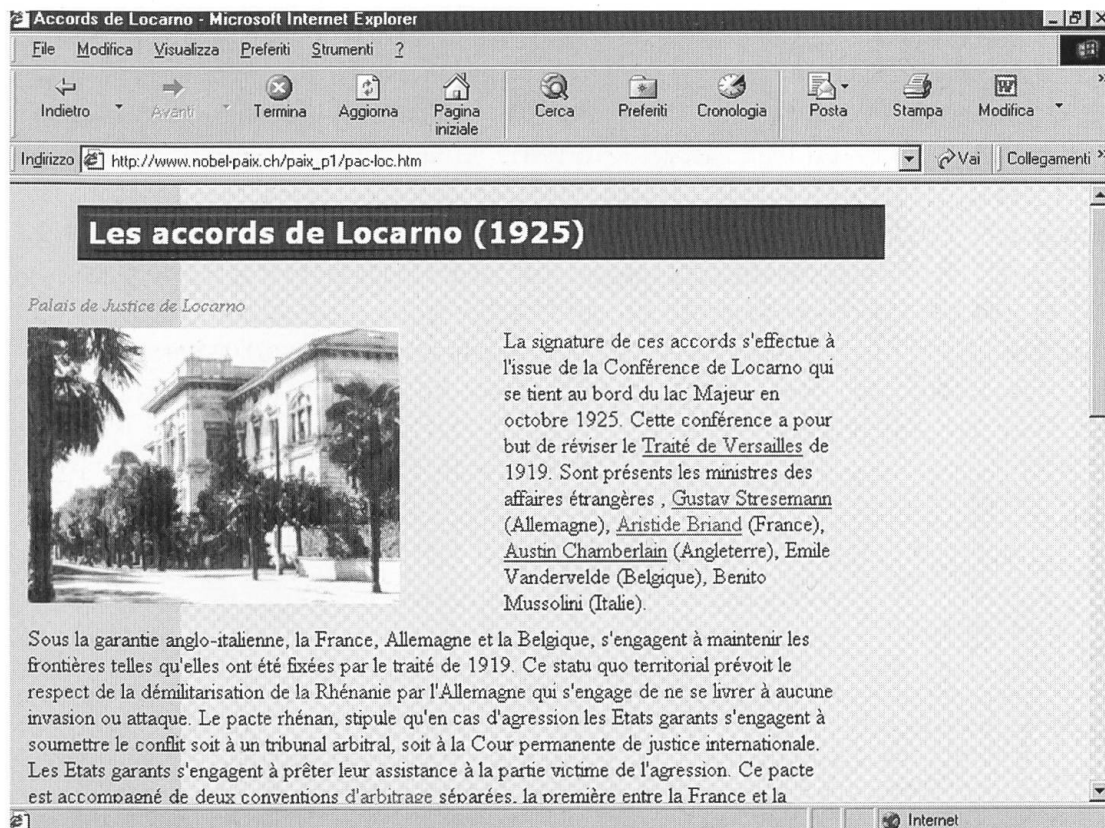 Accords de Locarno - Microsoft Internet Explorer
File Modifica Visualizza Preferiti Strumenti ?
Indietro Avanti Termina Aggiorna Pagina iniziale Cerca Preferiti Cronologia Posta Stampa Modifica
Indirizzo http://www.nobel-paix.ch/paix_p1/pac-loc.htm Vai Collegamenti
Les accords de Locarno (1925)
Palais de Justice de Locarno
La signature de ces accords s'effectue à
l'issue de la Conférence de Locarno qui
se tient au bord du lac Majeur en
octobre 1925. Cette conférence a pour
but de réviser le Traité de Versailles de
1919. Sont présents les ministres des
affaires étrangères , Gustav Stresemann
(Allemagne), Aristide Briand (France),
Austin Chamberlain (Angleterre), Emile
Vandervelde (Belgique), Benito
Mussolini (Italie).
Sous la garantie anglo-italienne, la France, Allemagne et la Belgique, s'engagent à maintenir les
frontières telles qu'elles ont été fixées par le traité de 1919. Ce statu quo territorial prévoit le
respect de la démilitarisation de la Rhénanie par l'Allemagne qui s'engage de ne se livrer à aucune
invasion ou attaque. Le pacte rhénan, stipule qu'en cas d'agression les Etats garants s'engagent à
soumettre le conflit soit à un tribunal arbitral, soit à la Cour permanente de justice internationale.
Les Etats garants s'engagent à prêter leur assistance à la partie victime de l'agression. Ce pacte
est accompagné de deux conventions d'arbitrage séparées, la première entre la France et la
Internet